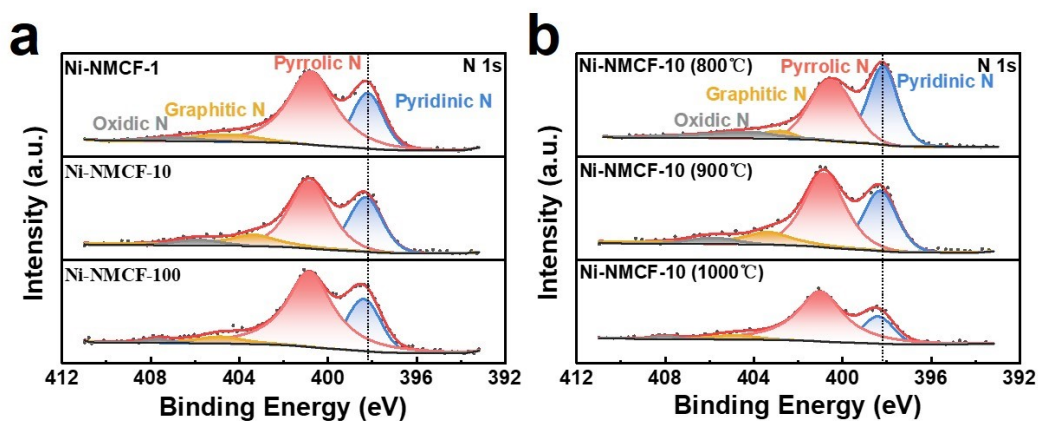 a
Ni-NMCF-1
N 1s
Pyrrolic N
Graphitic N
Pyridinic N
Oxidic N
Ni-NMCF-10
Ni-NMCF-100
Intensity (a.u.)
412 408 404 400 396 392
Binding Energy (eV)
b
Ni-NMCF-10 (800℃)
N 1s
Pyrrolic N
Graphitic N
Pyridinic N
Oxidic N
Ni-NMCF-10 (900℃)
Ni-NMCF-10 (1000℃)
Intensity (a.u.)
412 408 404 400 396 392
Binding Energy (eV)